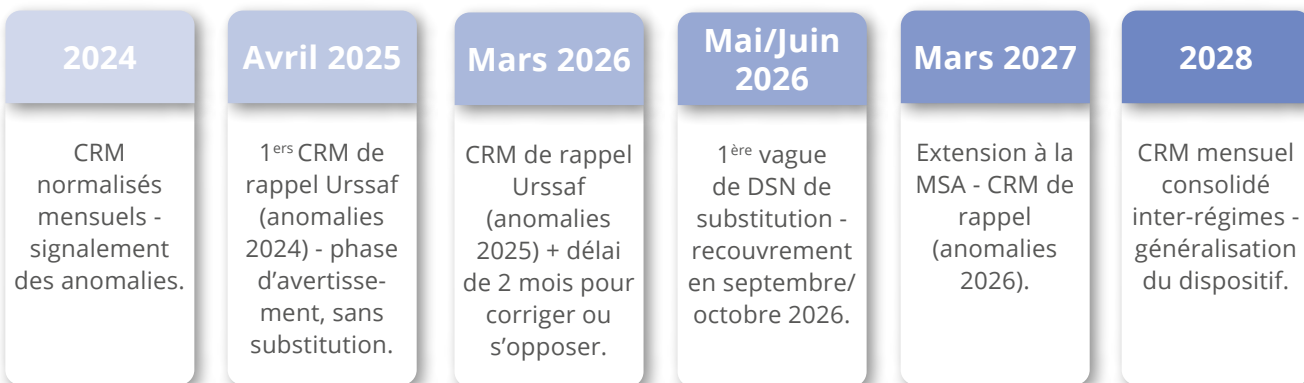 2024
CRM
normalisés
mensuels -
signalement
des anomalies.
Avril 2025
1ers CRM de
rappel Urssaf
(anomalies
2024) - phase
d’avertisse-
ment, sans
substitution.
Mars 2026
CRM de rappel
Urssaf
(anomalies
2025) + délai
de 2 mois pour
corriger ou
s’opposer.
Mai/Juin
2026
1ère vague
de DSN de
substitution -
recouvrement
en septembre/
octobre 2026.
Mars 2027
Extension à la
MSA - CRM de
rappel
(anomalies
2026).
2028
CRM mensuel
consolidé
inter-régimes -
généralisation
du dispositif.